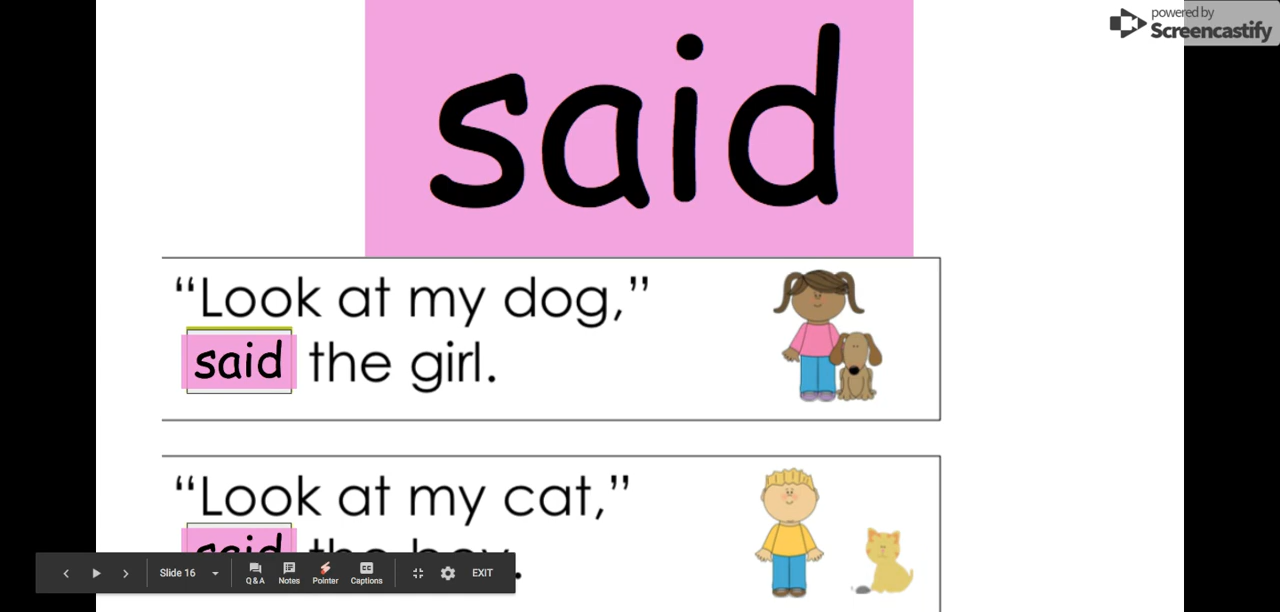 powered by
Screencastify
said
“Look at my dog,”
said the girl.
“Look at my cat,”
said the boy.
Slide 16
Q&A
Notes
Pointer
Captions
EXIT